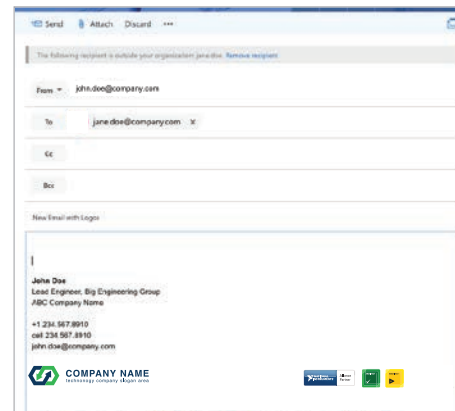 Send Attach Discard ···
The following recipient is outside your organization: jane.doe. Remove recipient
From john.doe@company.com
To jane.doe@company.com x
Cc
Bcc
New Email with Logos
John Doe
Lead Engineer, Big Engineering Group
ABC Company Name
+1 234.567.8910
cell 234.567.8910
john.doe@company.com
COMPANY NAME
technology company slogan area